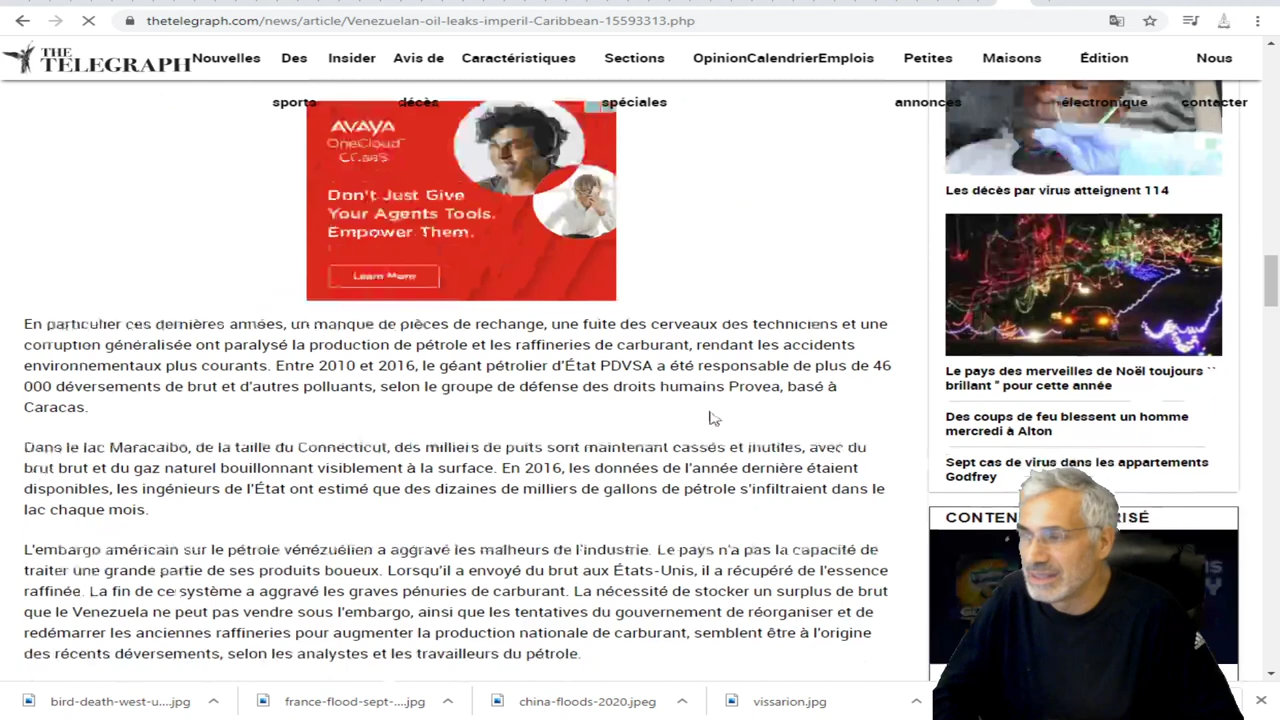 thetelegraph.com/news/article/Venezuelan-oil-leaks-imperil-Caribbean-15593313.php
THE
TELEGRAPH
Nouvelles Des Insider Avis de Caractéristiques Sections OpinionCalendrierEmplois Petites Maisons Édition Nous
sports décès spéciales annonces électronique contacter
AVAYA
OneCloud
CCaaS
Don't Just Give
Your Agents Tools.
Empower Them.
Learn More
En particulier ces dernières années, un manque de pièces de rechange, une fuite des cerveaux des techniciens et une
corruption généralisée ont paralysé la production de pétrole et les raffineries de carburant, rendant les accidents
environnementaux plus courants. Entre 2010 et 2016, le géant pétrolier d'État PDVSA a été responsable de plus de 46
000 déversements de brut et d'autres polluants, selon le groupe de défense des droits humains Provea, basé à
Caracas.
Dans le lac Maracaibo, de la taille du Connecticut, des milliers de puits sont maintenant cassés et inutiles, avec du
brut brut et du gaz naturel bouillonnant visiblement à la surface. En 2016, les données de l'année dernière étaient
disponibles, les ingénieurs de l'État ont estimé que des dizaines de milliers de gallons de pétrole s'infiltraient dans le
lac chaque mois.
L'embargo américain sur le pétrole vénézuélien a aggravé les malheurs de l'industrie. Le pays n'a pas la capacité de
traiter une grande partie de ses produits boueux. Lorsqu'il a envoyé du brut aux États-Unis, il a récupéré de l'essence
raffinée. La fin de ce système a aggravé les graves pénuries de carburant. La nécessité de stocker un surplus de brut
que le Venezuela ne peut pas vendre sous l'embargo, ainsi que les tentatives du gouvernement de réorganiser et de
redémarrer les anciennes raffineries pour augmenter la production nationale de carburant, semblent être à l'origine
des récents déversements, selon les analystes et les travailleurs du pétrole.
Les décès par virus atteignent 114
Le pays des merveilles de Noël toujours ``
brillant '' pour cette année
Des coups de feu blessent un homme
mercredi à Alton
Sept cas de virus dans les appartements
Godfrey
bird-death-west-u....jpg
france-flood-sept-....jpg
china-floods-2020.jpeg
vissarion.jpg